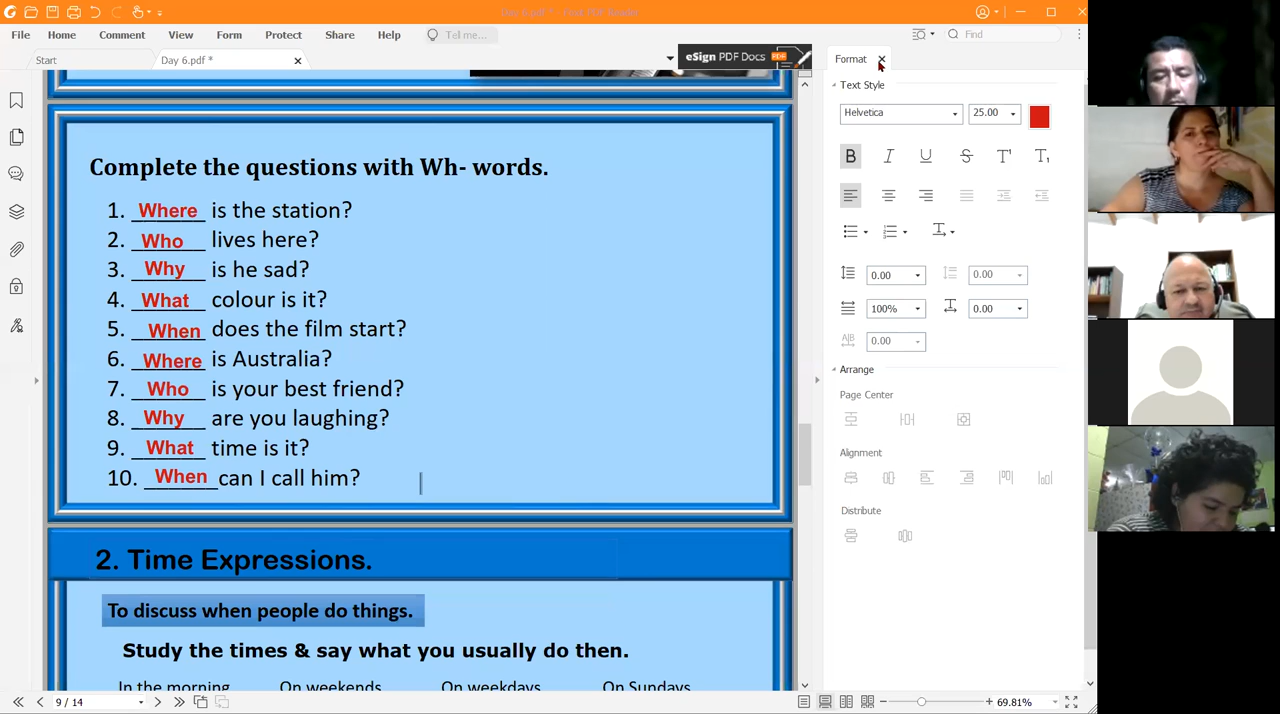 Day 6.pdf * - Foxit PDF Reader
File Home Comment View Form Protect Share Help Tell me... Find
Start Day 6.pdf * eSign PDF Docs PDF Format
Text Style
Helvetica 25.00
Complete the questions with Wh- words.
1. Where is the station?
2. Who lives here?
3. Why is he sad?
4. What colour is it?
5. When does the film start?
6. Where is Australia?
7. Who is your best friend?
8. Why are you laughing?
9. What time is it?
10. When can I call him?
0.00 0.00
100% 0.00
0.00
Arrange
Page Center
Alignment
Distribute
2. Time Expressions.
To discuss when people do things.
Study the times & say what you usually do then.
In the morning On weekends On weekdays On Sundays
9 / 14 69.81%